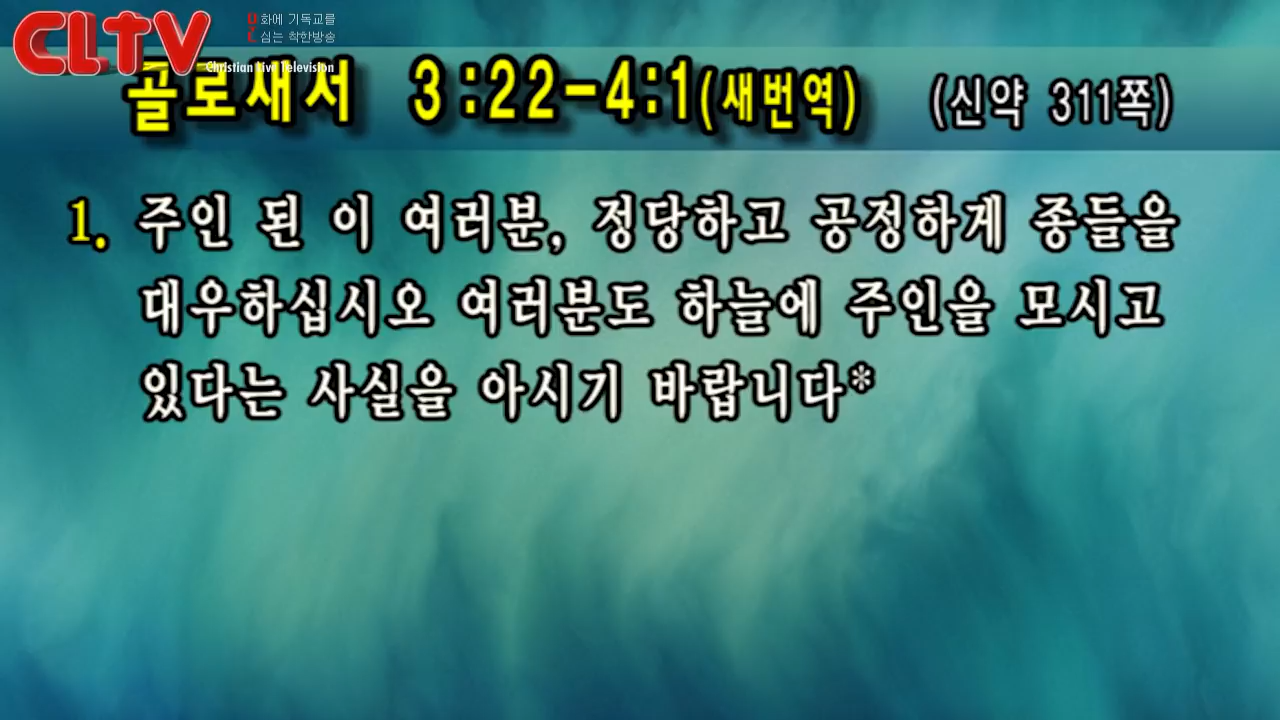 CLTV
문화에 기독교를
심는 착한방송
Christian Live Television
골로새서 3:22-4:1(새번역) (신약 311쪽)
1. 주인 된 이 여러분, 정당하고 공정하게 종들을
대우하십시오 여러분도 하늘에 주인을 모시고
있다는 사실을 아시기 바랍니다*